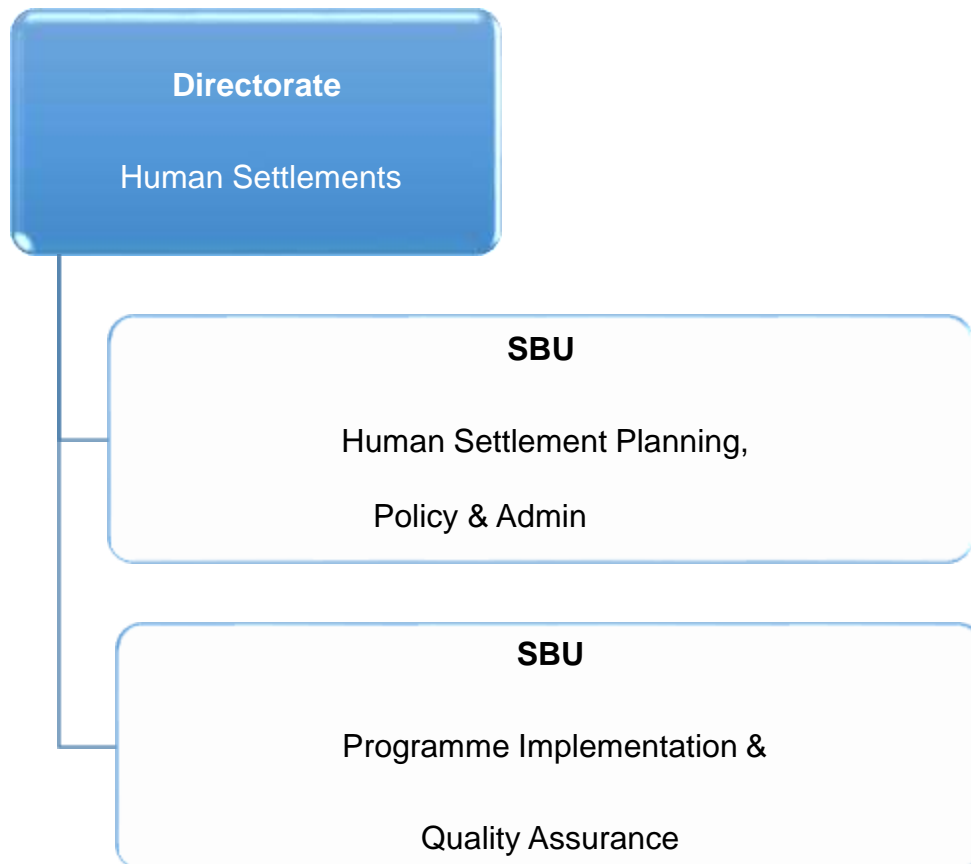 Directorate
Human Settlements
SBU
Human Settlement Planning,
Policy & Admin
SBU
Programme Implementation &
Quality Assurance